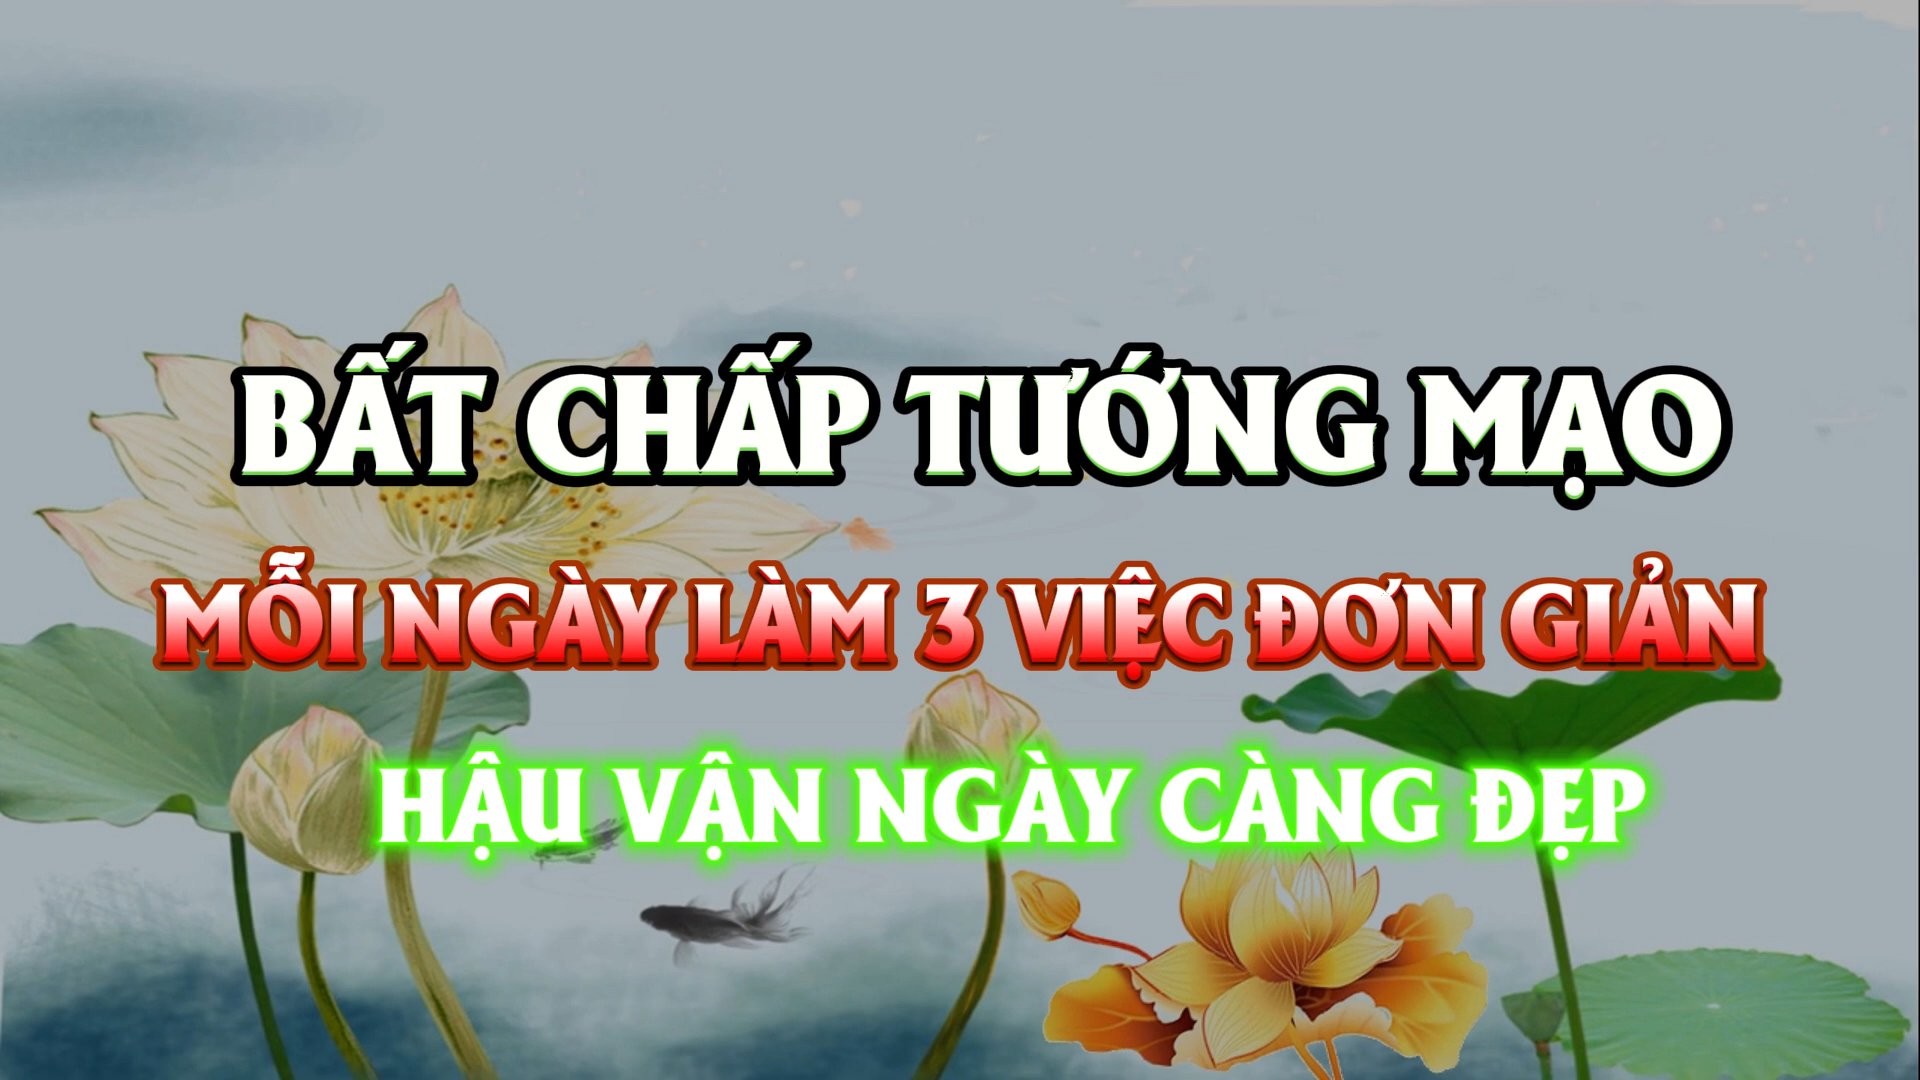 BẤT CHẤP TƯỚNG MẠO
MỖI NGÀY LÀM 3 VIỆC ĐƠN GIẢN
HẬU VẬN NGÀY CÀNG ĐẸP